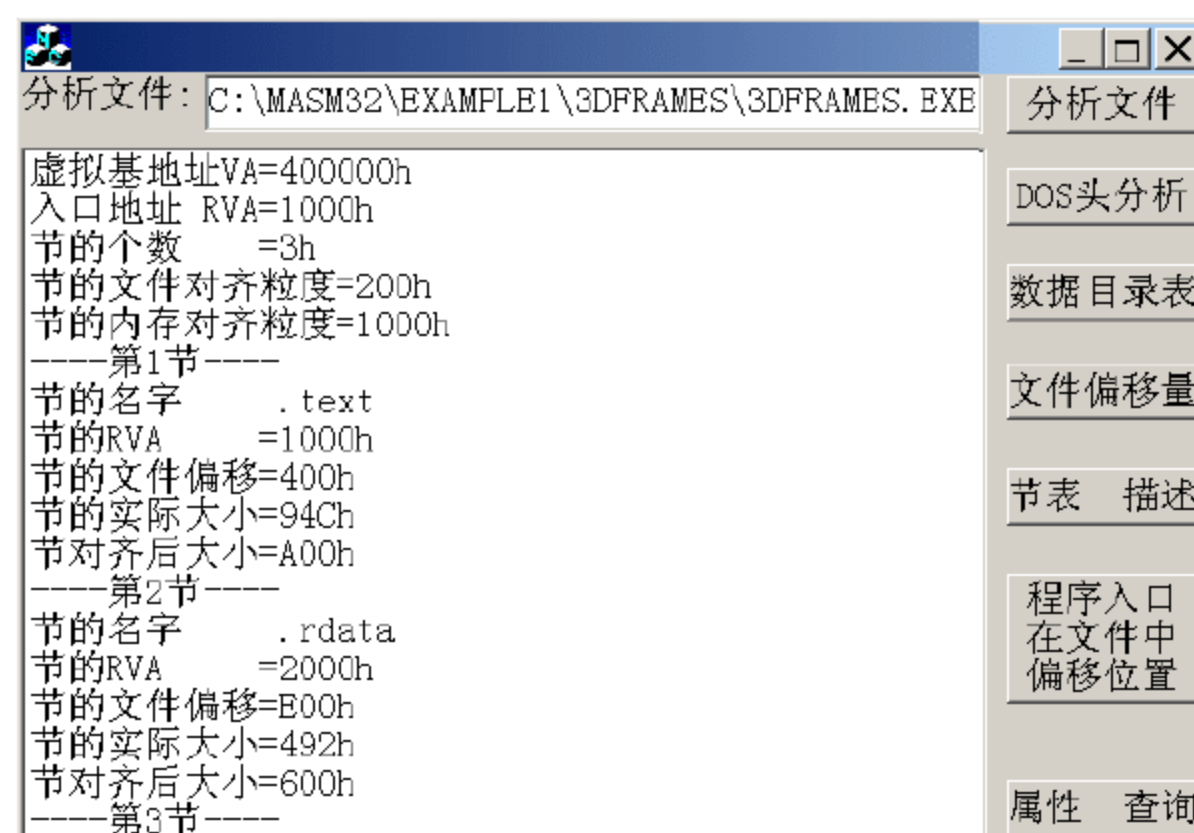 分析文件: C:\MASM32\EXAMPLE1\3DFRAMES\3DFRAMES.EXE 分析文件
虚拟基地址VA=400000h
入口地址 RVA=1000h
节的个数 =3h
节的文件对齐粒度=200h
节的内存对齐粒度=1000h
----第1节----
节的名字 .text
节的RVA =1000h
节的文件偏移=400h
节的实际大小=94Ch
节对齐后大小=A00h
----第2节----
节的名字 .rdata
节的RVA =2000h
节的文件偏移=E00h
节的实际大小=492h
节对齐后大小=600h
----第3节----
DOS头分析
数据目录表
文件偏移量
节表 描述
程序入口
在文件中
偏移位置
属性 查询